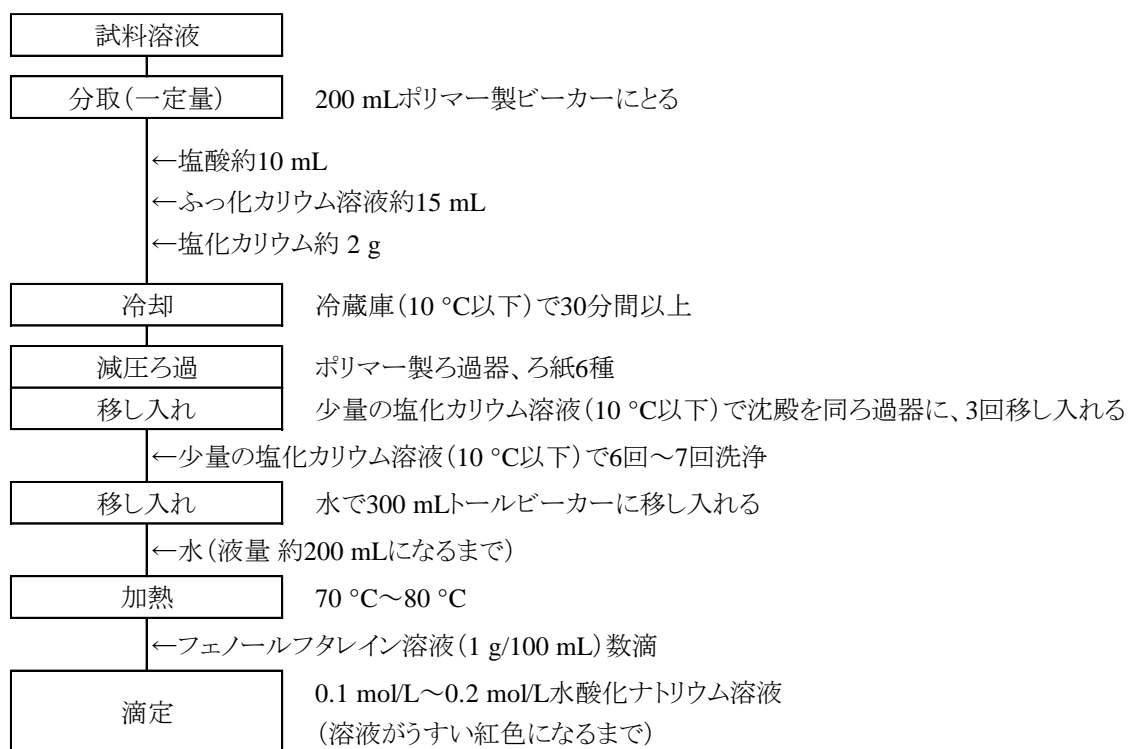 試料溶液
分取(一定量) 200 mLポリマー製ビーカーにとる
←塩酸約10 mL
←ふっ化カリウム溶液約15 mL
←塩化カリウム約 2 g
冷却 冷蔵庫(10 °C以下)で30分間以上
減圧ろ過 ポリマー製ろ過器、ろ紙6種
移し入れ 少量の塩化カリウム溶液(10 °C以下)で沈殿を同ろ過器に、3回移し入れる
←少量の塩化カリウム溶液(10 °C以下)で6回～7回洗浄
移し入れ 水で300 mLトールビーカーに移し入れる
←水(液量 約200 mLになるまで)
加熱 70 °C～80 °C
←フェノールフタレイン溶液(1 g/100 mL)数滴
滴定 0.1 mol/L～0.2 mol/L水酸化ナトリウム溶液
(溶液がうすい紅色になるまで)